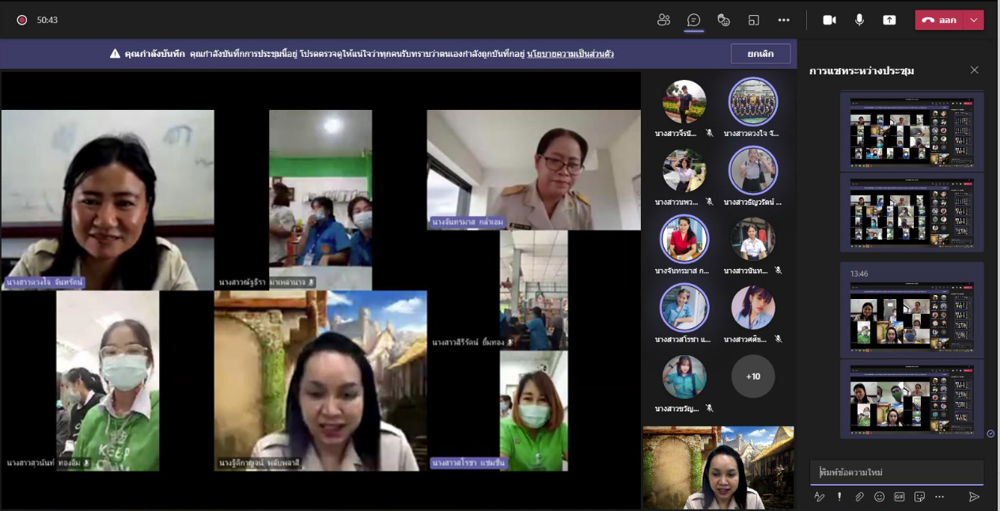 50:43
ออก
คุณกำลังบันทึก คุณกำลังบันทึกการประชุมนี้อยู่ โปรดตรวจดูให้แน่ใจว่าทุกคนรับทราบว่าตนเองกำลังถูกบันทึกอยู่ นโยบายความเป็นส่วนตัว
ยกเลิก
การแชทระหว่างประชุม
นางสาวดวงใจ จันทรัตน์
นางสาวณัฐธีรา มาเหล่านาจ
นางจันทรมาส กล่ำเอม
นางสาวสิริรัตน์ ยิ้มทอง
นางสาวสุวนันท์ ทองอิ่ม
นางรุ้งกาญจน์ พลับพลาสี
นางสาวสโรชา แช่มชื่น
นางสาวจีรนั...
นางสาวดวงใจ จั...
นางสาวนพว...
นางสาวธัญวรัตน์ ...
นางจันทรมาส ก...
นางสาวนันท...
นางสาวสโรชา แ...
นางสาวศศิธ...
นางสาวขวัญ...
+10
13:46
พิมพ์ข้อความใหม่
GIF